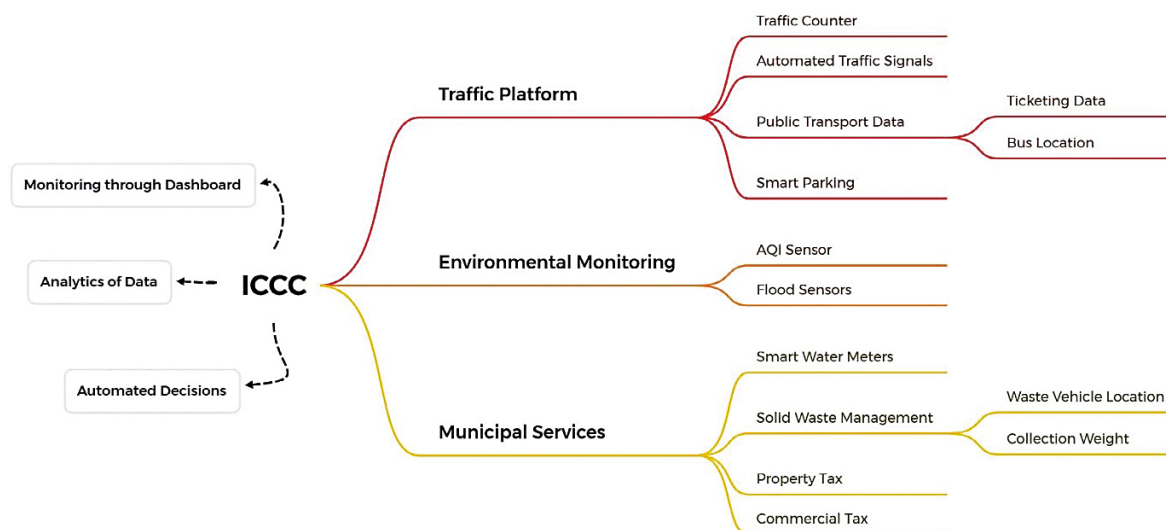 Monitoring through Dashboard
Analytics of Data
Automated Decisions
ICCC
Traffic Platform
Traffic Counter
Automated Traffic Signals
Public Transport Data
Ticketing Data
Bus Location
Smart Parking
Environmental Monitoring
AQI Sensor
Flood Sensors
Municipal Services
Smart Water Meters
Solid Waste Management
Waste Vehicle Location
Collection Weight
Property Tax
Commercial Tax